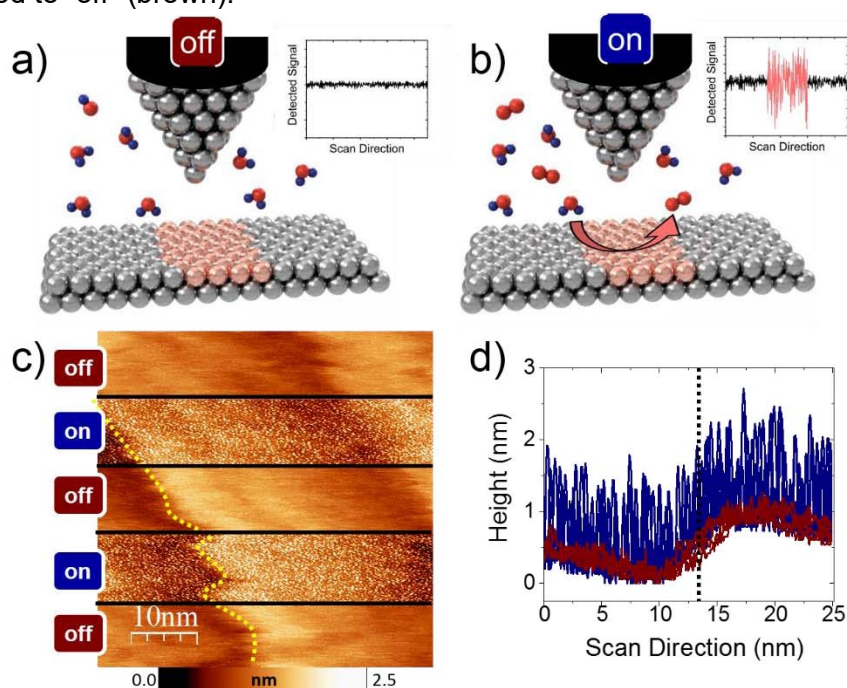 ed to "off" (brown).
off
a)
Detected Signal
Scan Direction
on
b)
Detected Signal
Scan Direction
c)
off
on
off
on
off
10nm
0.0 nm 2.5
d)
3
2
1
0
Height (nm)
0 5 10 15 20 25
Scan Direction (nm)